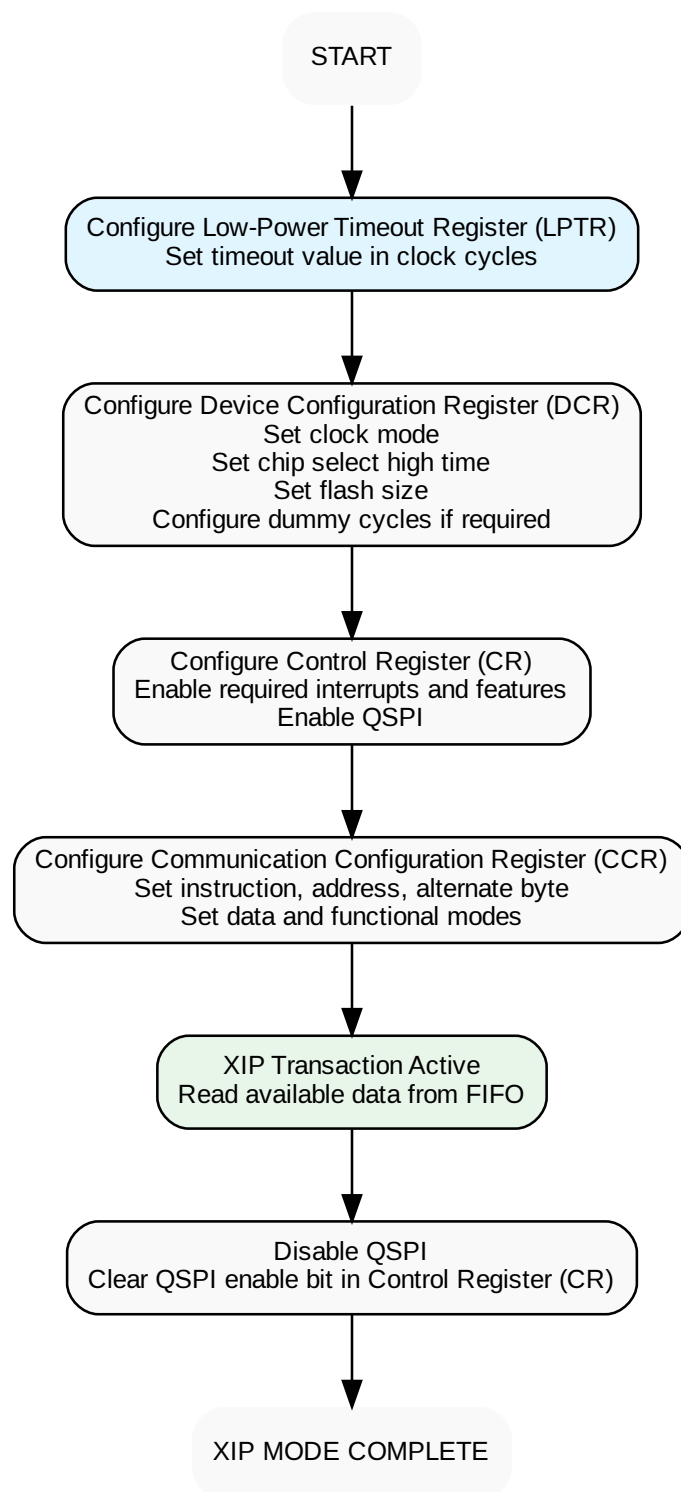 START
Configure Low-Power Timeout Register (LPTR)
Set timeout value in clock cycles
Configure Device Configuration Register (DCR)
Set clock mode
Set chip select high time
Set flash size
Configure dummy cycles if required
Configure Control Register (CR)
Enable required interrupts and features
Enable QSPI
Configure Communication Configuration Register (CCR)
Set instruction, address, alternate byte
Set data and functional modes
XIP Transaction Active
Read available data from FIFO
Disable QSPI
Clear QSPI enable bit in Control Register (CR)
XIP MODE COMPLETE